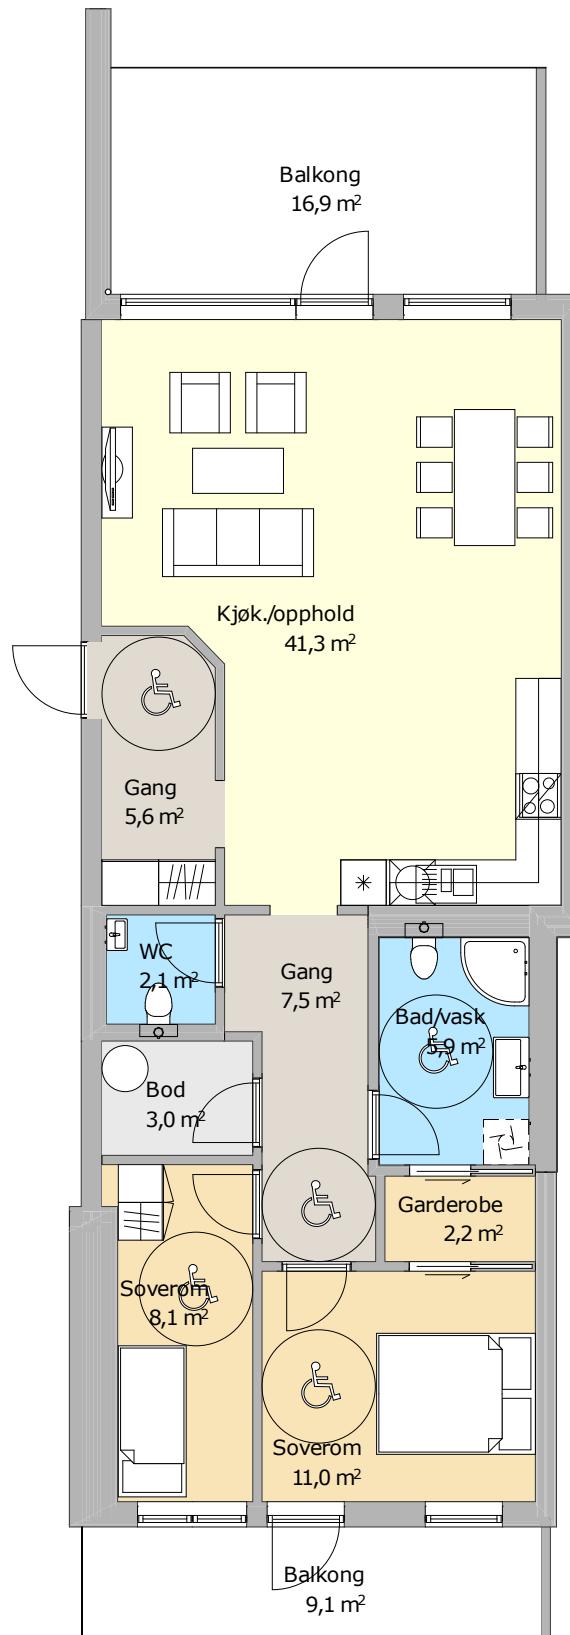 Balkong
16,9 m²
Kjøk./opphold
41,3 m²
Gang
5,6 m²
WC
2,1 m²
Gang
7,5 m²
Bad/vask
5,9 m²
Bod
3,0 m²
Garderobe
2,2 m²
Soverom
8,1 m²
Soverom
11,0 m²
Balkong
9,1 m²